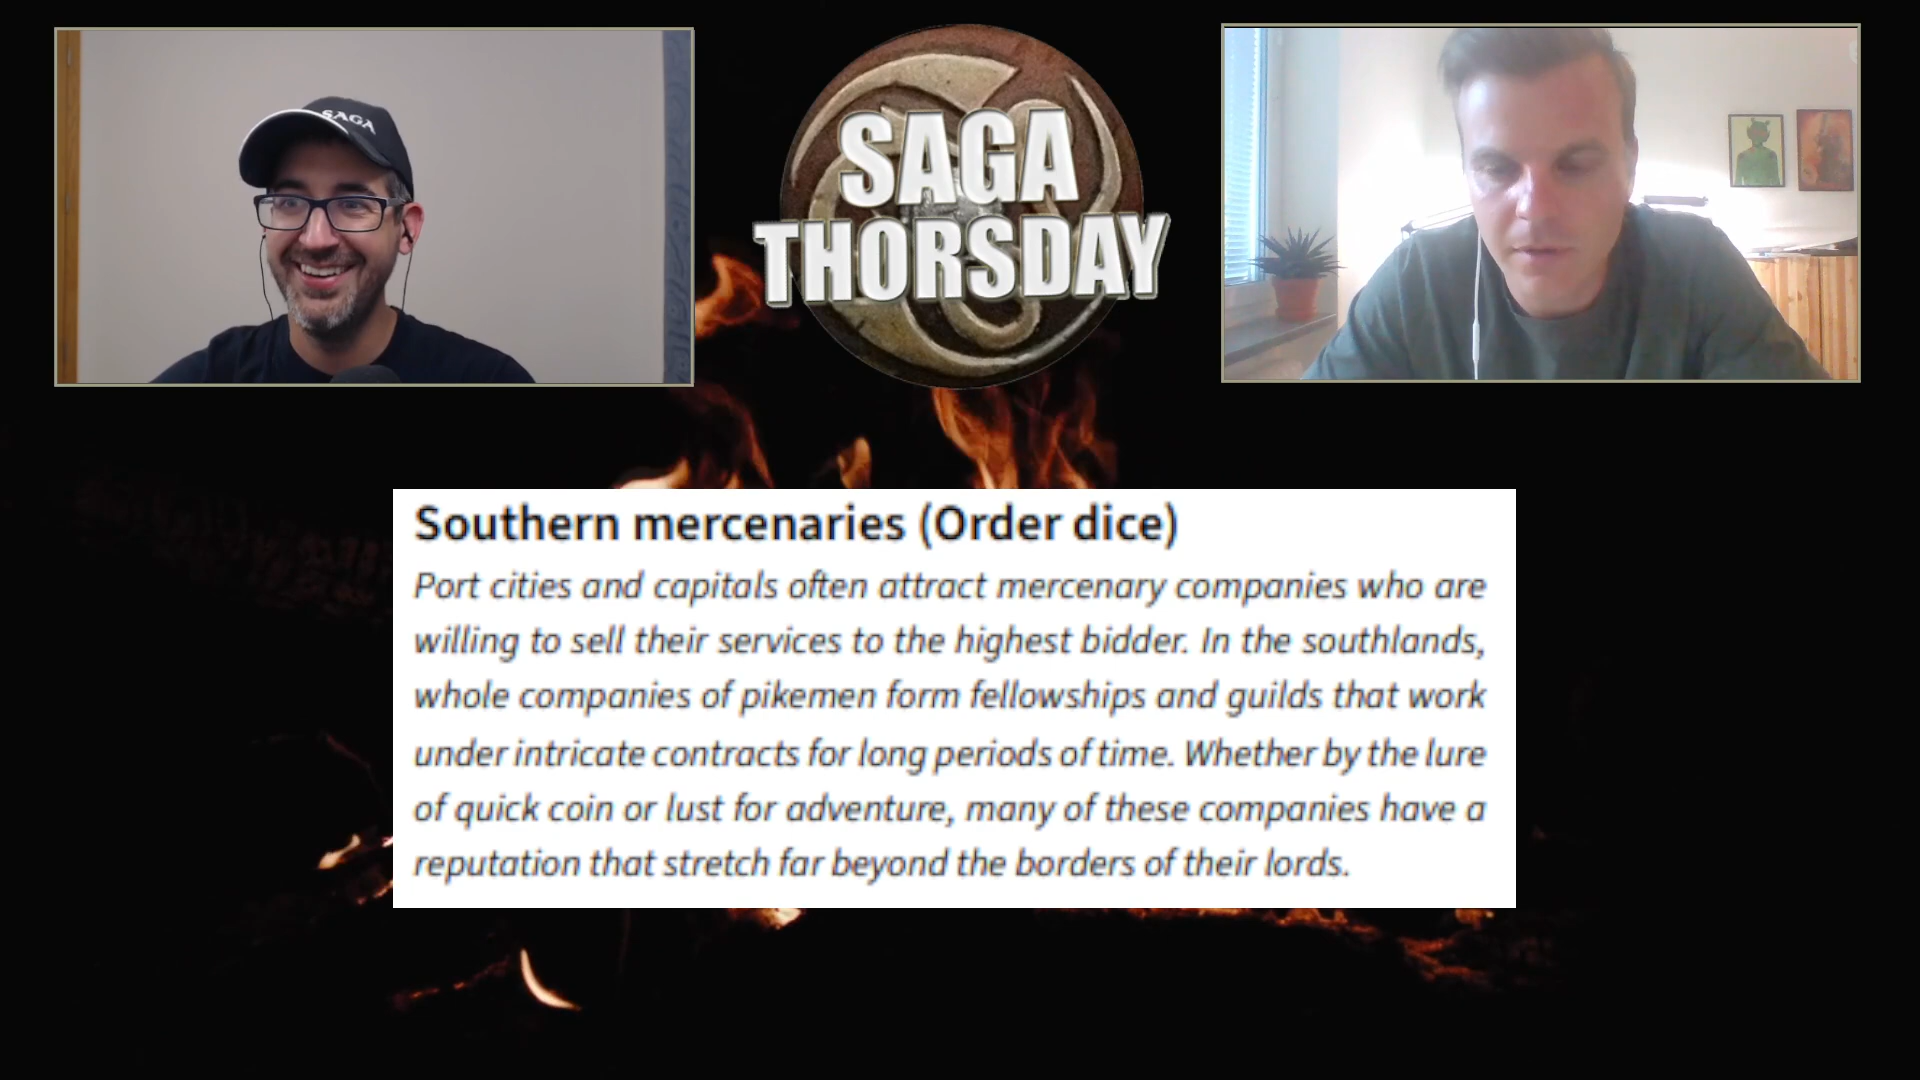 SAGA
SAGA
THORSDAY
Southern mercenaries (Order dice)
Port cities and capitals often attract mercenary companies who are
willing to sell their services to the highest bidder. In the southlands,
whole companies of pikemen form fellowships and guilds that work
under intricate contracts for long periods of time. Whether by the lure
of quick coin or lust for adventure, many of these companies have a
reputation that stretch far beyond the borders of their lords.